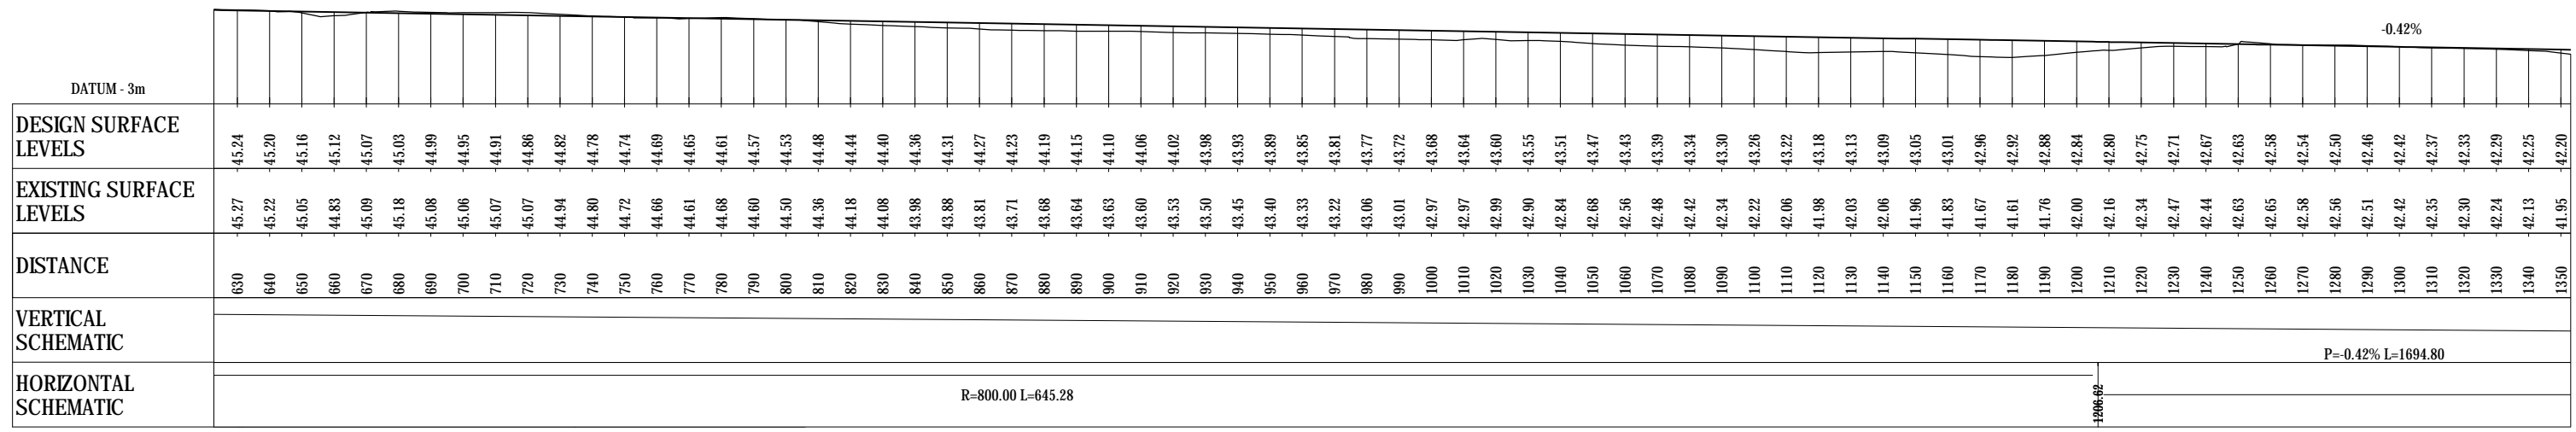 -0.42%
DATUM - 3m
DESIGN SURFACE
LEVELS
45.24 45.20 45.16 45.12 45.07 45.03 44.99 44.95 44.91 44.86 44.82 44.78 44.74 44.69 44.65 44.61 44.57 44.53 44.48 44.44 44.40 44.36 44.31 44.27 44.23 44.19 44.15 44.10 44.06 44.02 43.98 43.93 43.89 43.85 43.81 43.77 43.72 43.68 43.64 43.60 43.55 43.51 43.47 43.43 43.39 43.34 43.30 43.26 43.22 43.18 43.13 43.09 43.05 43.01 42.96 42.92 42.88 42.84 42.80 42.75 42.71 42.67 42.63 42.58 42.54 42.50 42.46 42.42 42.37 42.33 42.29 42.25 42.20
EXISTING SURFACE
LEVELS
45.27 45.22 45.05 44.83 45.09 45.18 45.08 45.06 45.07 45.07 44.94 44.80 44.72 44.66 44.61 44.68 44.60 44.50 44.36 44.18 44.08 43.98 43.88 43.81 43.71 43.68 43.64 43.63 43.60 43.53 43.50 43.45 43.40 43.33 43.22 43.06 43.01 42.97 42.97 42.99 42.90 42.84 42.68 42.56 42.48 42.42 42.34 42.22 42.06 41.98 42.03 42.06 41.96 41.83 41.67 41.61 41.76 42.00 42.16 42.34 42.47 42.44 42.63 42.65 42.58 42.56 42.51 42.42 42.35 42.30 42.24 42.13 41.95
DISTANCE
630 640 650 660 670 680 690 700 710 720 730 740 750 760 770 780 790 800 810 820 830 840 850 860 870 880 890 900 910 920 930 940 950 960 970 980 990 1000 1010 1020 1030 1040 1050 1060 1070 1080 1090 1100 1110 1120 1130 1140 1150 1160 1170 1180 1190 1200 1210 1220 1230 1240 1250 1260 1270 1280 1290 1300 1310 1320 1330 1340 1350
VERTICAL
SCHEMATIC
P=-0.42% L=1694.80
HORIZONTAL
SCHEMATIC
R=800.00 L=645.28
1206.62